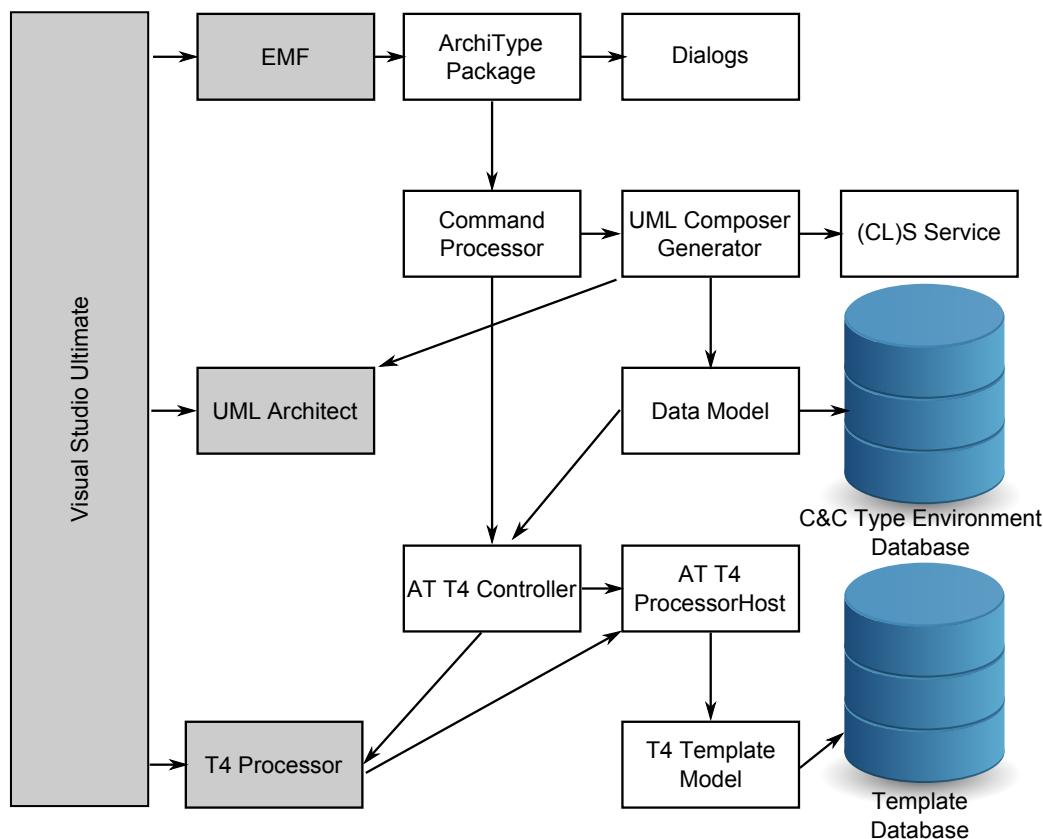 EMF
ArchiType
Package
Dialogs
Command
Processor
UML Composer
Generator
(CL)S Service
Visual Studio Ultimate
UML Architect
Data Model
C&C Type Environment
Database
AT T4 Controller
AT T4
ProcessorHost
T4 Processor
T4 Template
Model
Template
Database